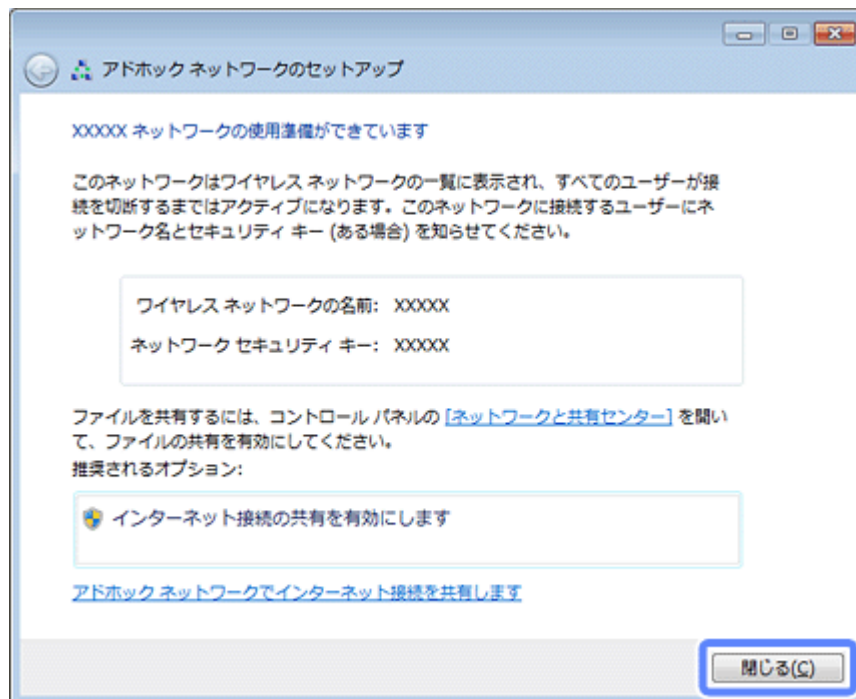 アドホック ネットワークのセットアップ
XXXXX ネットワークの使用準備ができています
このネットワークはワイヤレス ネットワークの一覧に表示され、すべてのユーザーが接
続を切断するまではアクティブになります。このネットワークに接続するユーザーにネ
ットワーク名とセキュリティ キー (ある場合) を知らせてください。
ワイヤレス ネットワークの名前: XXXXX
ネットワーク セキュリティ キー: XXXXX
ファイルを共有するには、コントロール パネルの [ネットワークと共有センター] を開い
て、ファイルの共有を有効にしてください。
推奨されるオプション:
インターネット接続の共有を有効にします
アドホック ネットワークでインターネット接続を共有します
閉じる(C)